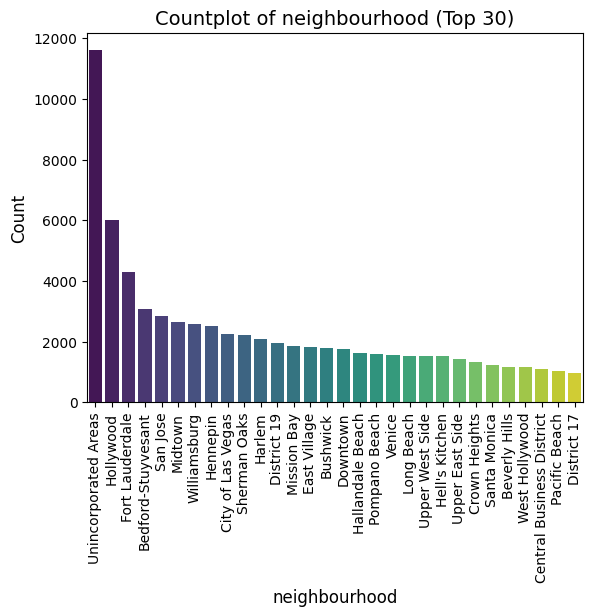 Countplot of neighbourhood (Top 30)
12000
10000
8000
6000
4000
2000
0
Count
Unincorporated Areas
Hollywood
Fort Lauderdale
Bedford-Stuyvesant
San Jose
Midtown
Williamsburg
Hennepin
City of Las Vegas
Sherman Oaks
Harlem
District 19
Mission Bay
East Village
Bushwick
Downtown
Hallandale Beach
Pompano Beach
Venice
Long Beach
Upper West Side
Hell's Kitchen
Upper East Side
Crown Heights
Santa Monica
Beverly Hills
West Hollywood
Central Business District
Pacific Beach
District 17
neighbourhood